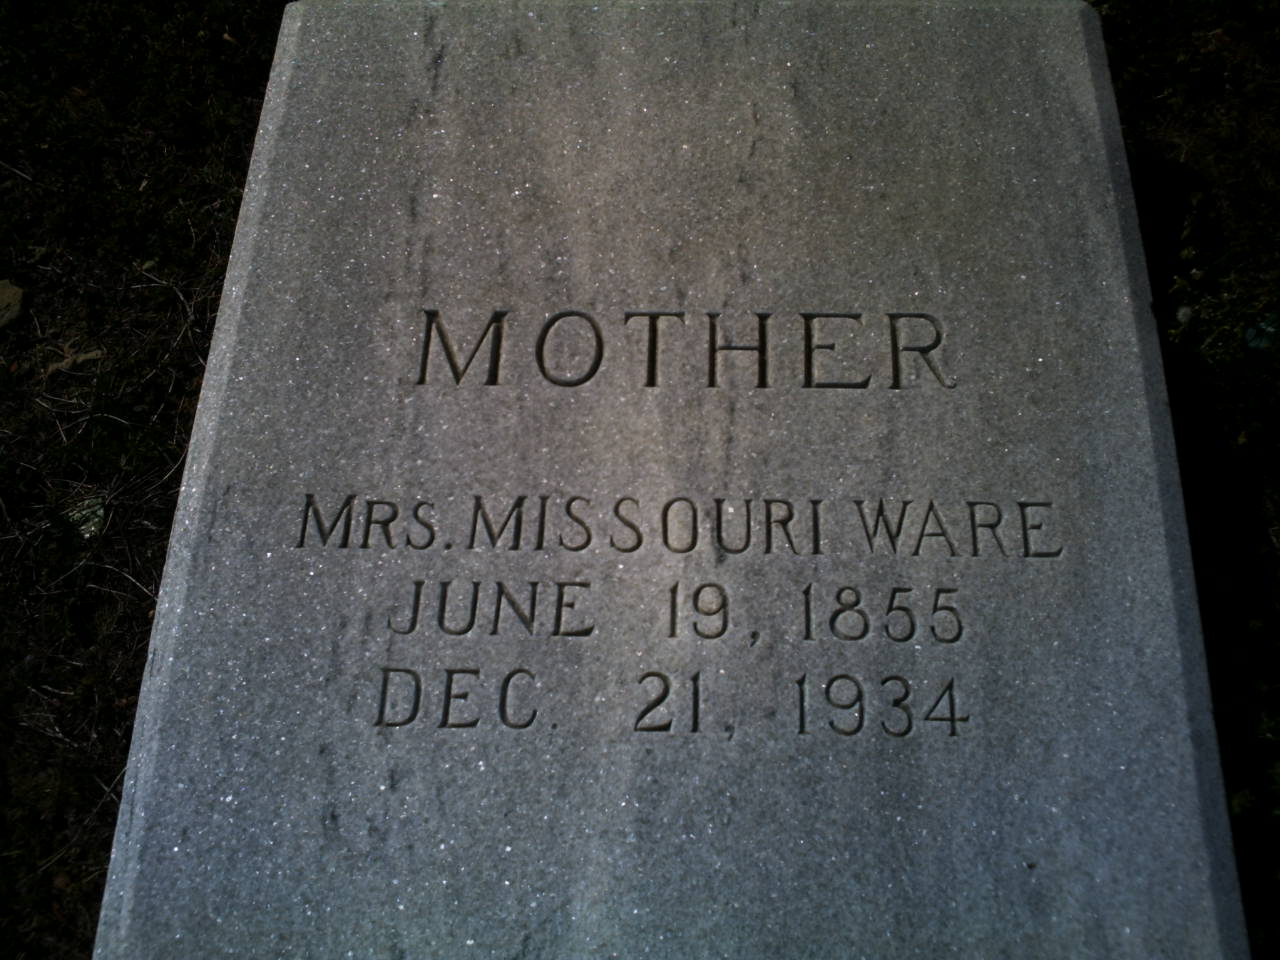 MOTHER
MRS. MISSOURI WARE
JUNE 19, 1855
DEC. 21, 1934